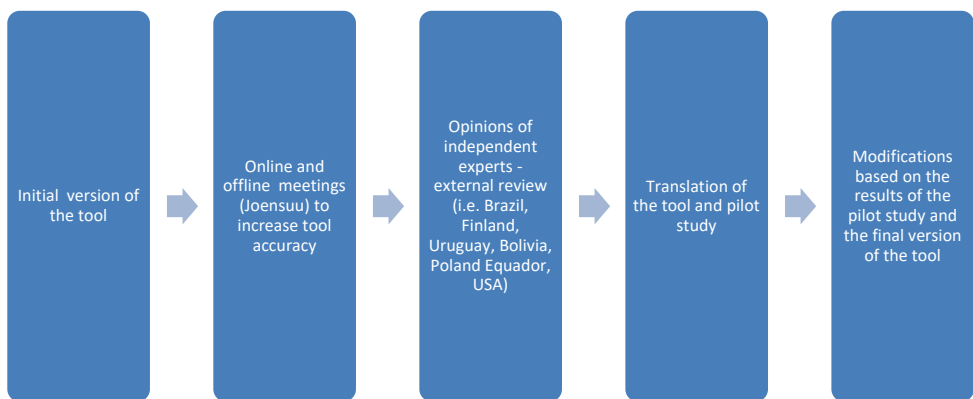 Initial version of
the tool
Online and
offline meetings
(Joensuu) to
increase tool
accuracy
Opinions of
independent
experts -
external review
(i.e. Brazil,
Finland,
Uruguay, Bolivia,
Poland Equador,
USA)
Translation of
the tool and pilot
study
Modifications
based on the
results of the
pilot study and
the final version
of the tool